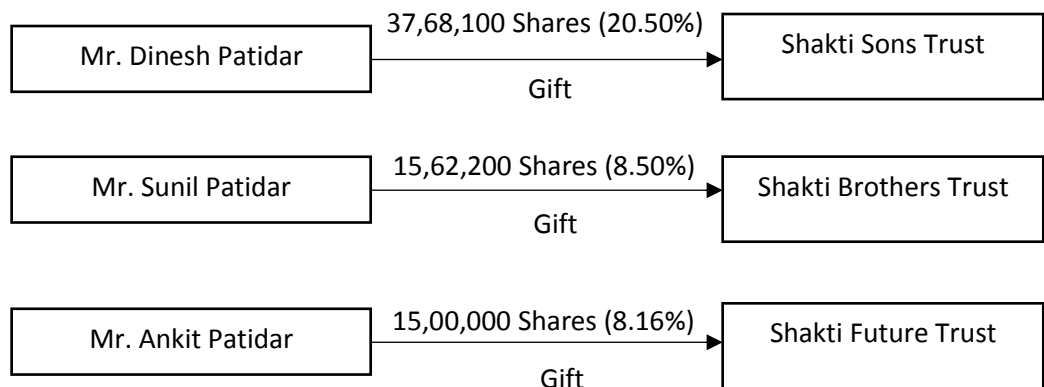 37,68,100 Shares (20.50%)
Mr. Dinesh Patidar
Shakti Sons Trust
Gift
15,62,200 Shares (8.50%)
Mr. Sunil Patidar
Shakti Brothers Trust
Gift
15,00,000 Shares (8.16%)
Mr. Ankit Patidar
Shakti Future Trust
Gift